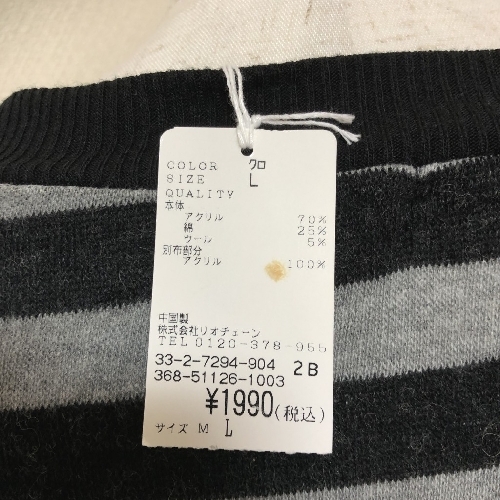 COLOR クロ
SIZE L
QUALITY
本体
アクリル 70%
綿 25%
ウール 5%
別布部分
アクリル 100%
中国製
株式会社リオチェーン
TEL 0120-378-955
33-2-7294-904 2B
368-51126-1003
¥1990(税込)
サイズ M L